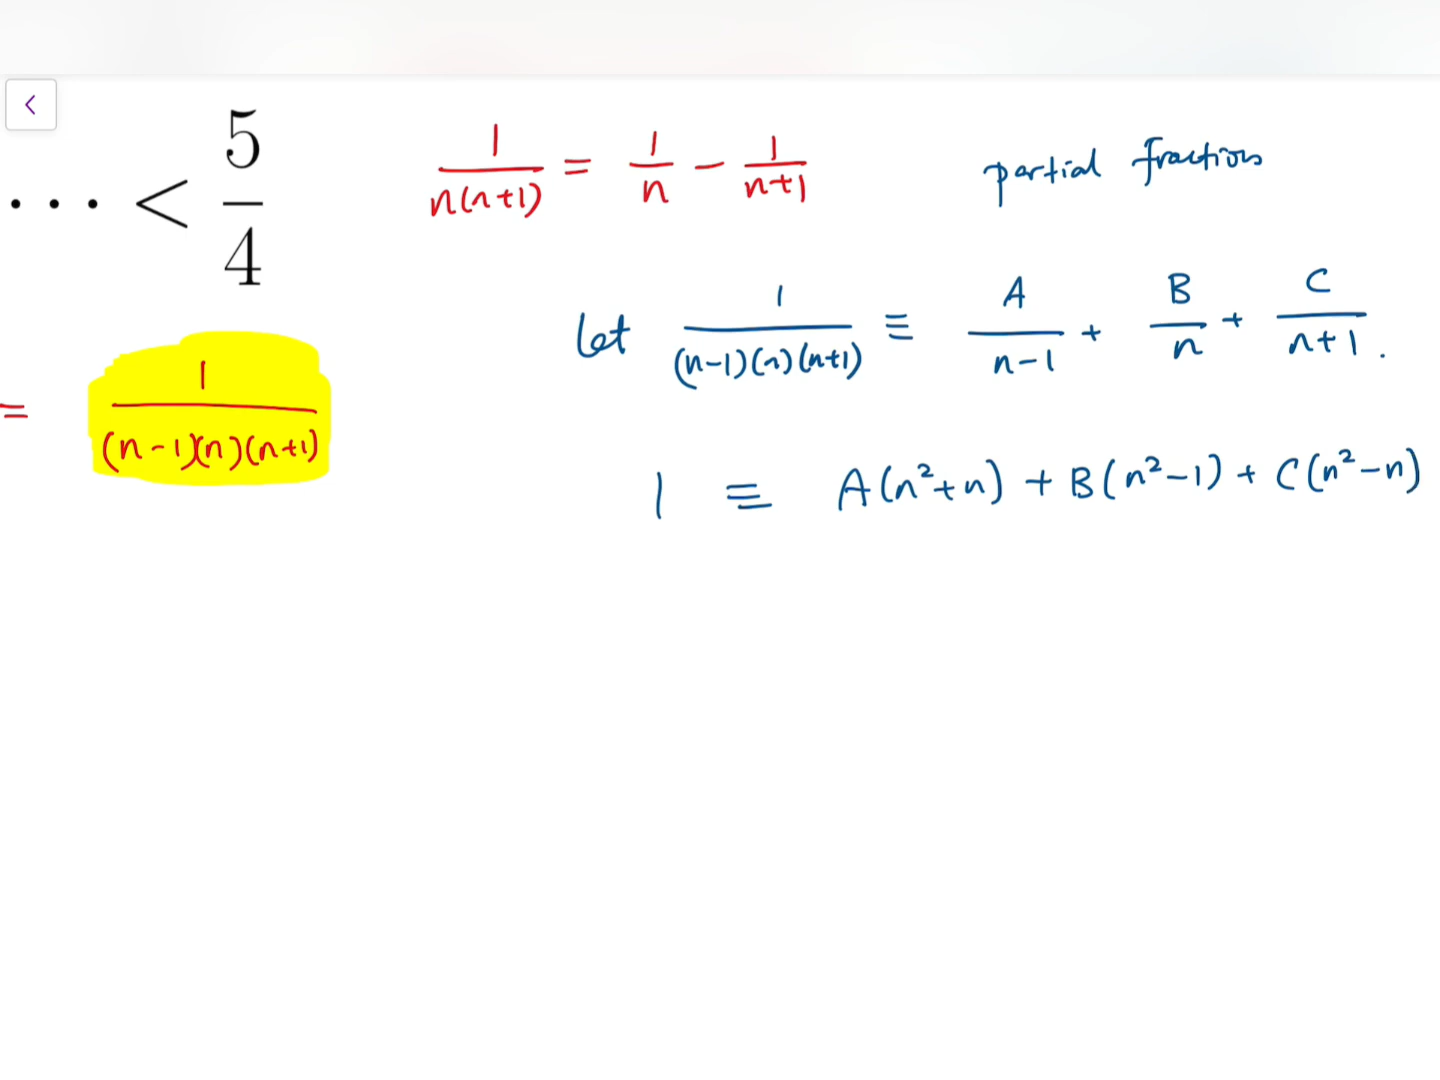 <
··· < 5/4
1/(n(n+1)) = 1/n − 1/(n+1)
partial fractions
Let 1/((n−1)(n)(n+1)) ≡ A/(n−1) + B/n + C/(n+1).
= 1/((n−1)(n)(n+1))
1 ≡ A(n²+n) + B(n²−1) + C(n²−n)